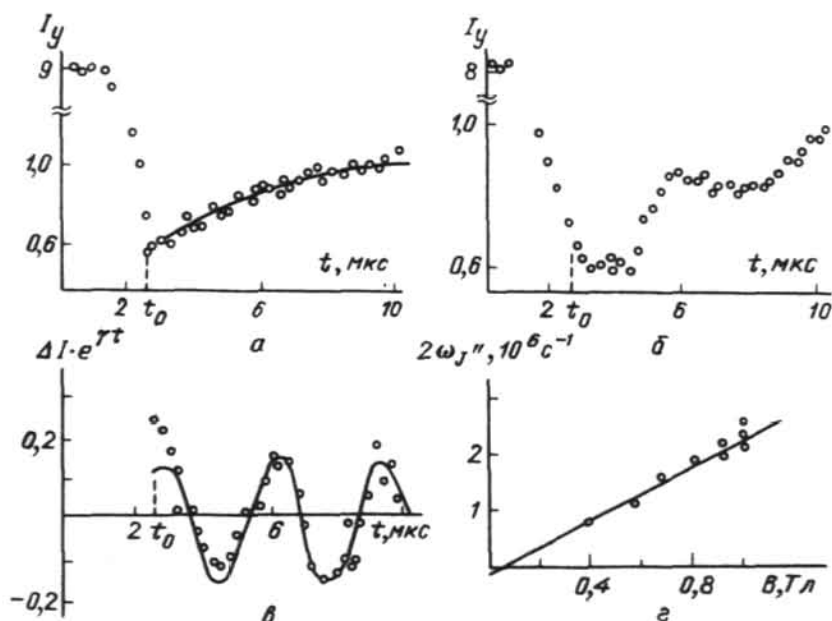 I_y
9
1,0
0,6
t, мкс
2 t_0 6 10
а
I_y
8
1,0
0,6
t, мкс
2 t_0 6 10
б
ΔI·e^{γt}
0,2
-0,2
2 t_0 6 t, мкс
в
2ω_J'', 10^6 с^{-1}
2
1
0,4 0,8 В, Тл
г